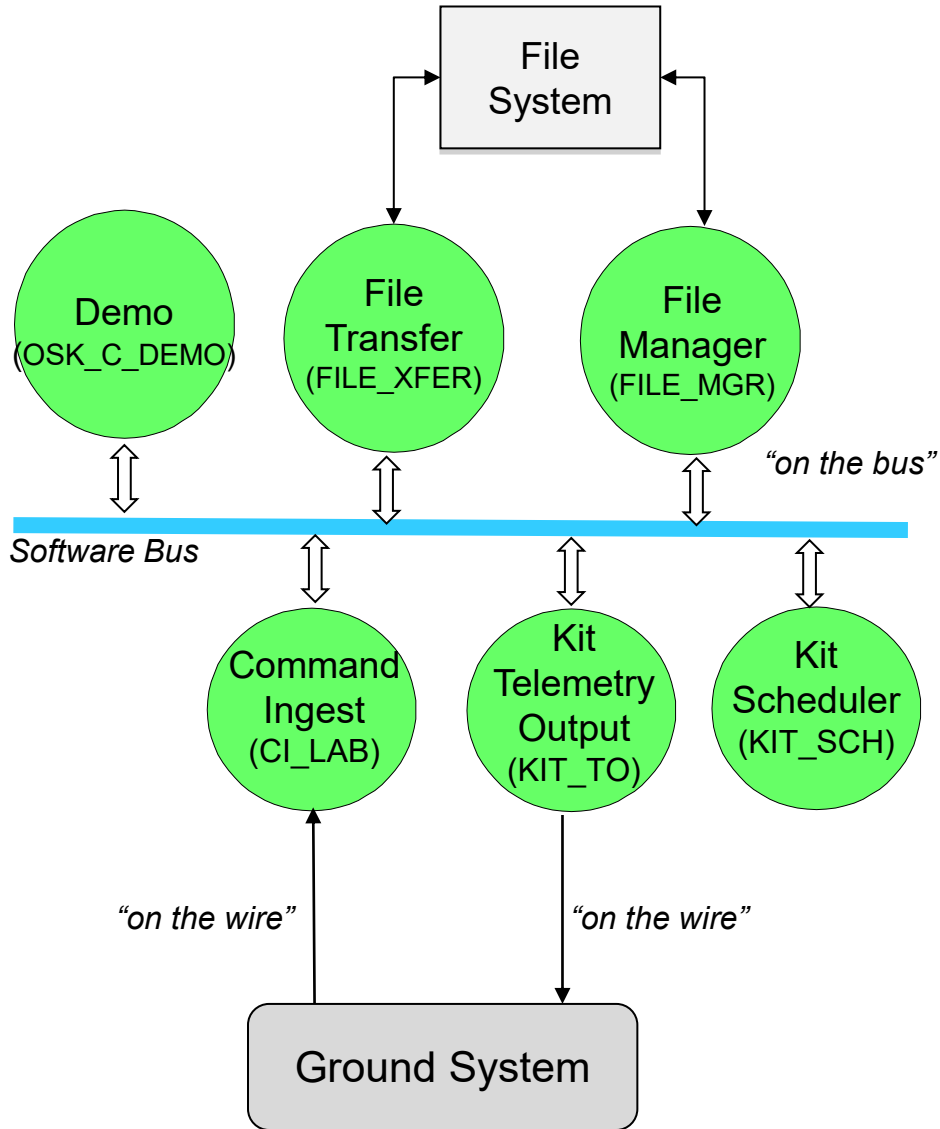 File
System
Demo
(OSK_C_DEMO)
File
Transfer
(FILE_XFER)
File
Manager
(FILE_MGR)
“on the bus”
Software Bus
Command
Ingest
(CI_LAB)
Kit
Telemetry
Output
(KIT_TO)
Kit
Scheduler
(KIT_SCH)
“on the wire”
“on the wire”
Ground System